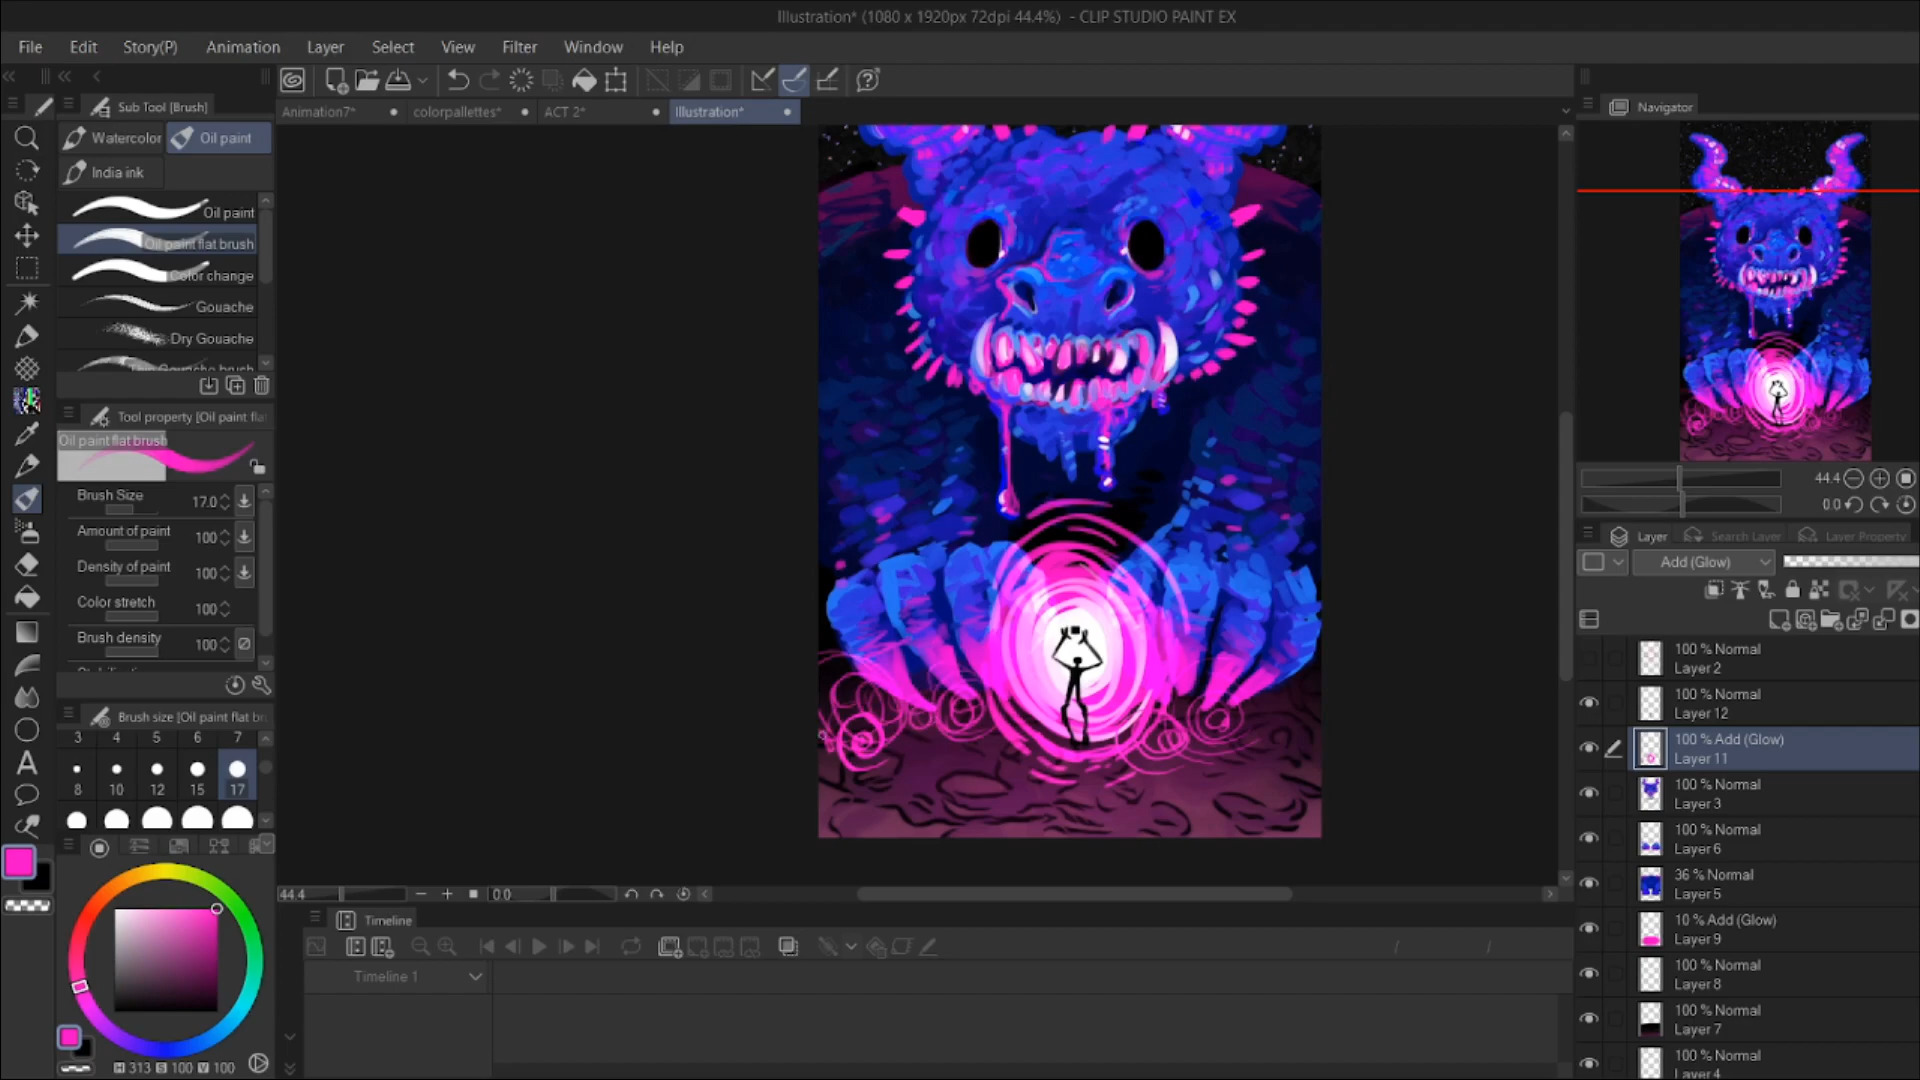 Illustration* (1080 x 1920px 72dpi 44.4%)  - CLIP STUDIO PAINT EX
File Edit Story(P) Animation Layer Select View Filter Window Help
Sub Tool [Brush]
Navigator
Animation7* colorpallettes* ACT 2* Illustration*
Watercolor Oil paint
India ink
Oil paint
Oil paint flat brush
Color change
Gouache
Dry Gouache
Tool property [Oil paint fla
Oil paint flat brush
Brush Size 17.0
Amount of paint 100
Density of paint 100
Color stretch 100
Brush density 100
Brush size [Oil paint flat br
3 4 5 6 7
8 10 12 15 17
H 313 S 100 V 100
44.4 0.0
Timeline
Timeline 1
/ /
44.4
0.0
Layer Search Layer Layer Property
Add (Glow)
100 % Normal
Layer 2
100 % Normal
Layer 12
100 % Add (Glow)
Layer 11
100 % Normal
Layer 3
100 % Normal
Layer 6
36 % Normal
Layer 5
10 % Add (Glow)
Layer 9
100 % Normal
Layer 8
100 % Normal
Layer 7
100 % Normal
Layer 4